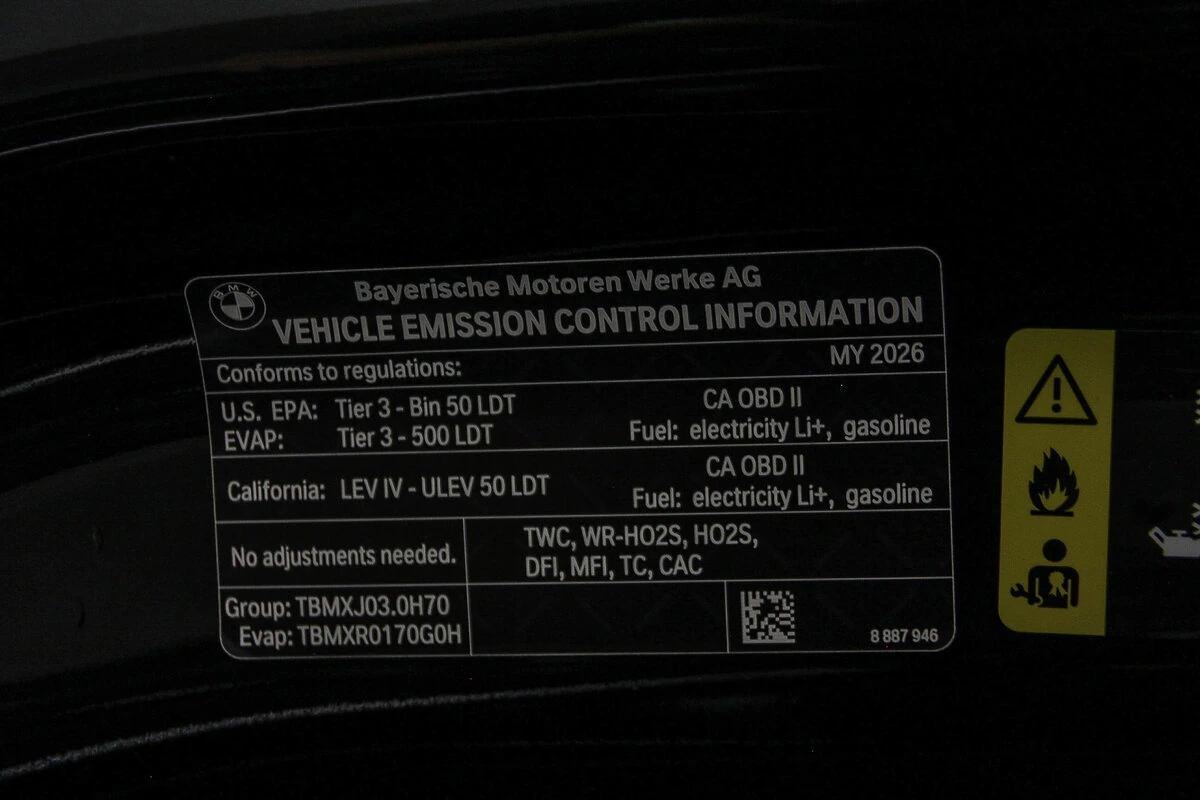 BMW
Bayerische Motoren Werke AG
VEHICLE EMISSION CONTROL INFORMATION
Conforms to regulations: MY 2026
U.S. EPA: Tier 3 - Bin 50 LDT CA OBD II
EVAP: Tier 3 - 500 LDT Fuel: electricity Li+, gasoline
California: LEV IV - ULEV 50 LDT CA OBD II
Fuel: electricity Li+, gasoline
No adjustments needed. TWC, WR-HO2S, HO2S,
DFI, MFI, TC, CAC
Group: TBMXJ03.0H70
Evap: TBMXR0170G0H
8 887 946